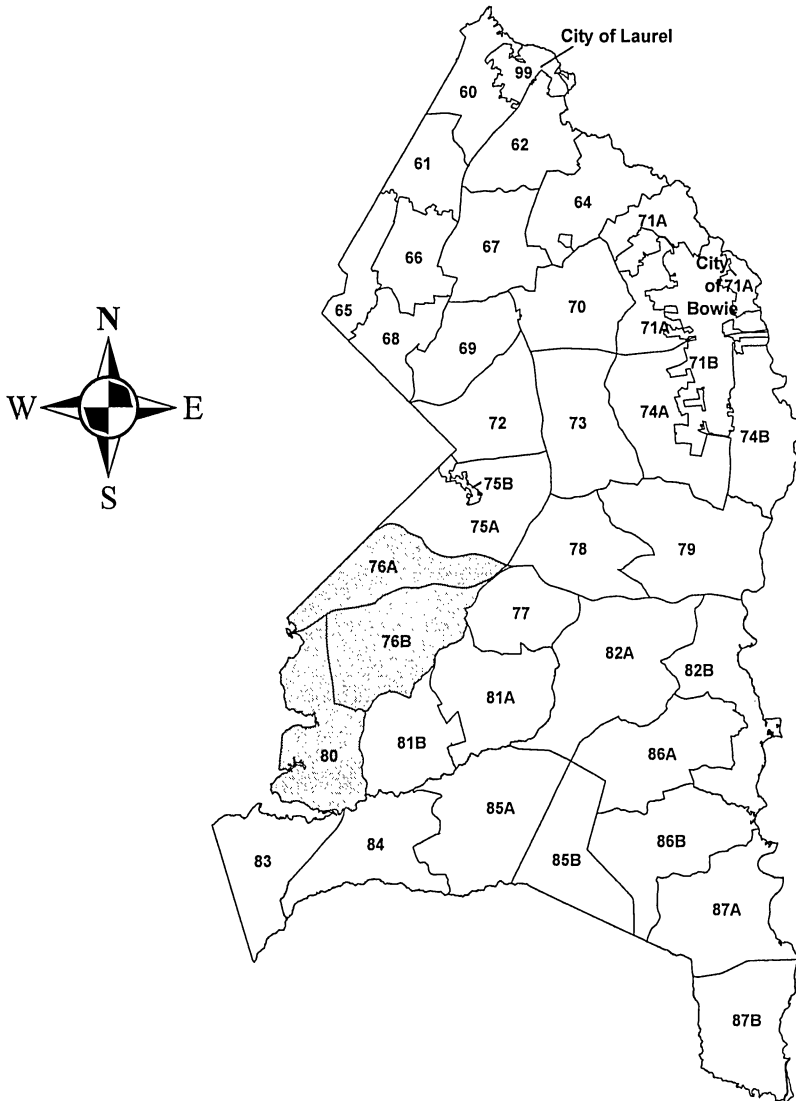 City of Laurel
99
60
62
61
64
71A
67
66
City
of 71A
Bowie
70
65
71A
68
69
71B
74A
72
73
74B
75B
75A
78
79
76A
77
76B
82A
82B
81A
81B
80
86A
85A
86B
84
85B
83
87A
87B
N
W
E
S